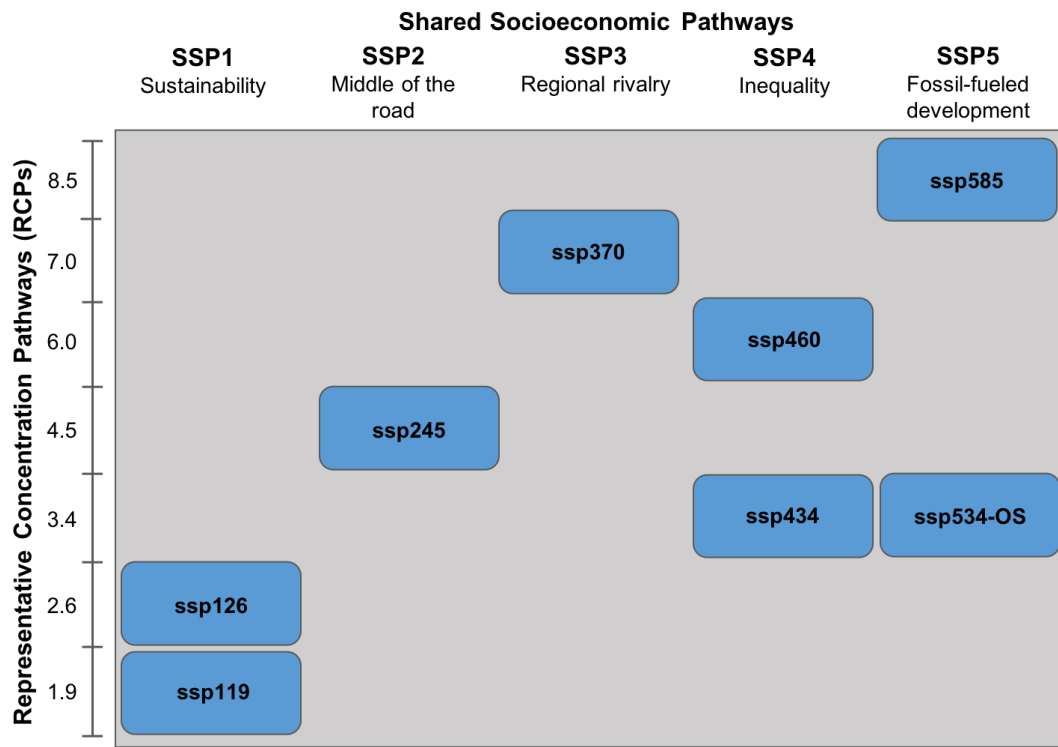 Shared Socioeconomic Pathways
SSP1
Sustainability
SSP2
Middle of the
road
SSP3
Regional rivalry
SSP4
Inequality
SSP5
Fossil-fueled
development
Representative Concentration Pathways (RCPs)
8.5
ssp585
7.0
ssp370
6.0
ssp460
4.5
ssp245
3.4
ssp434
ssp534-OS
2.6
ssp126
1.9
ssp119